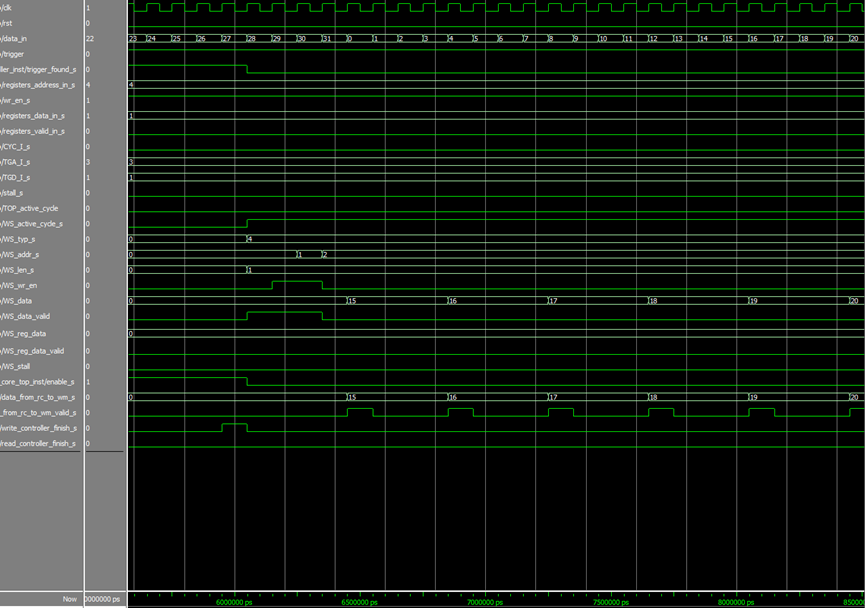 /clk 1
/rst 0
/data_in 22 23 24 25 26 27 28 29 30 31 0 1 2 3 4 5 6 7 8 9 10 11 12 13 14 15 16 17 18 19 20
/trigger 0
ller_inst/trigger_found_s 0
/registers_address_in_s 4 4
/wr_en_s 1
/registers_data_in_s 1 1
/registers_valid_in_s 0
/CYC_I_s 0
/TGA_I_s 3 3
/TGD_I_s 1 1
/stall_s 0
/TOP_active_cycle 0
/WS_active_cycle_s 0
/WS_typ_s 0 0 4
/WS_addr_s 0 0 1 2
/WS_len_s 0 0 1
/WS_wr_en 0
/WS_data 0 0 15 16 17 18 19 20
/WS_data_valid 0
/WS_reg_data 0 0
/WS_reg_data_valid 0
/WS_stall 0
_core_top_inst/enable_s 1
/data_from_rc_to_wm_s 0 0 15 16 17 18 19 20
_from_rc_to_wm_valid_s 0
/write_controller_finish_s 0
/read_controller_finish_s 0
Now 0000000 ps 6000000 ps 6500000 ps 7000000 ps 7500000 ps 8000000 ps 85000